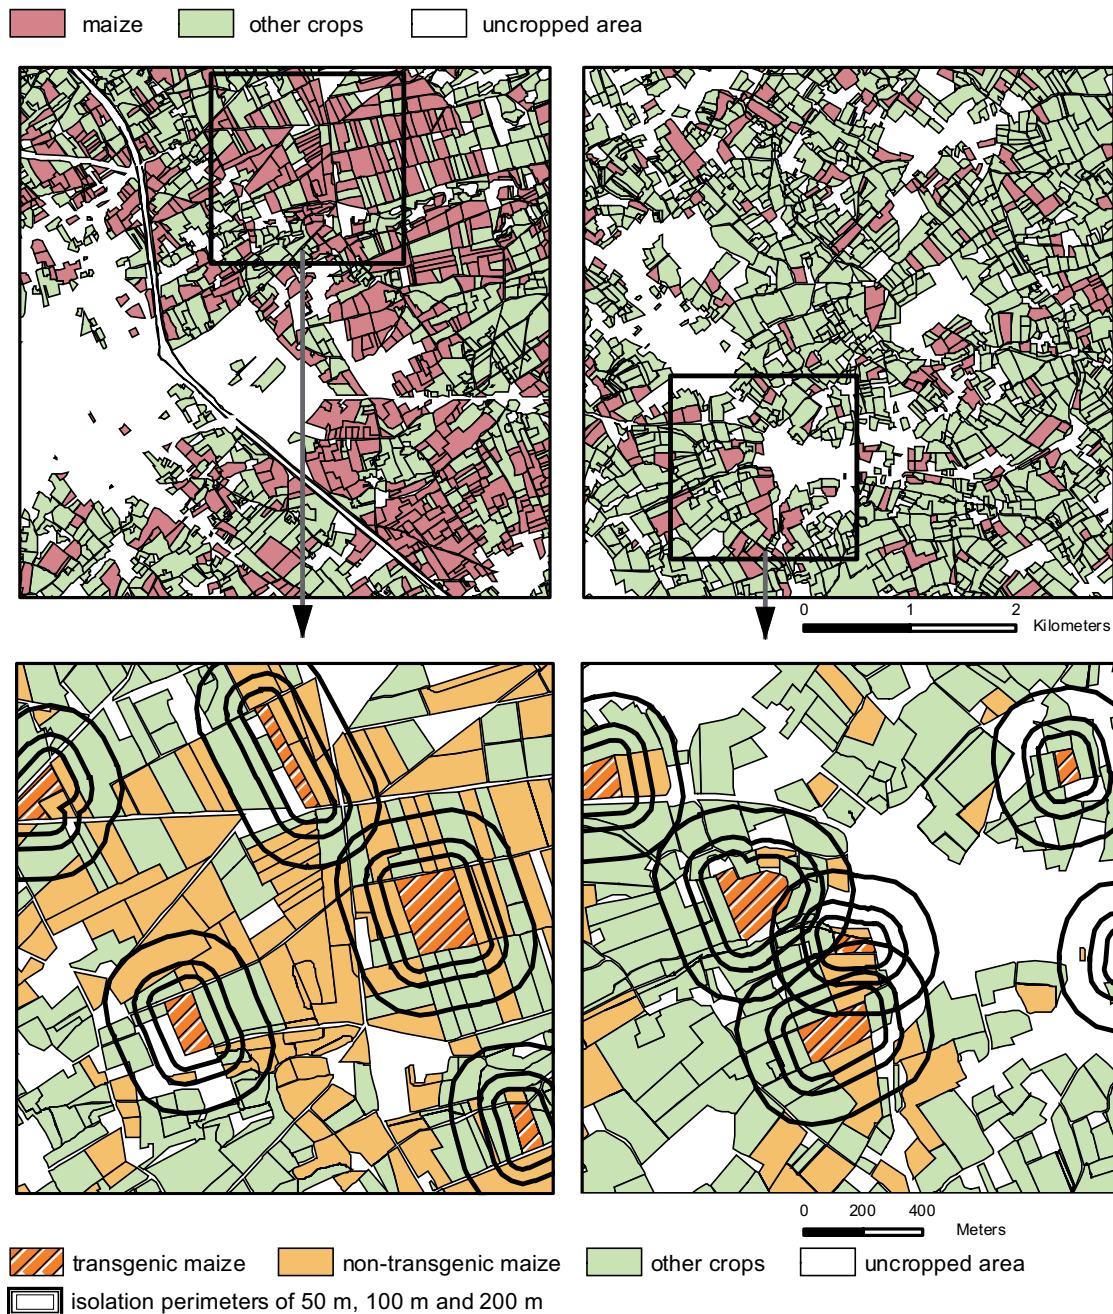 maize other crops uncropped area
0 1 2 Kilometers
0 200 400 Meters
transgenic maize non-transgenic maize other crops uncropped area
isolation perimeters of 50 m, 100 m and 200 m